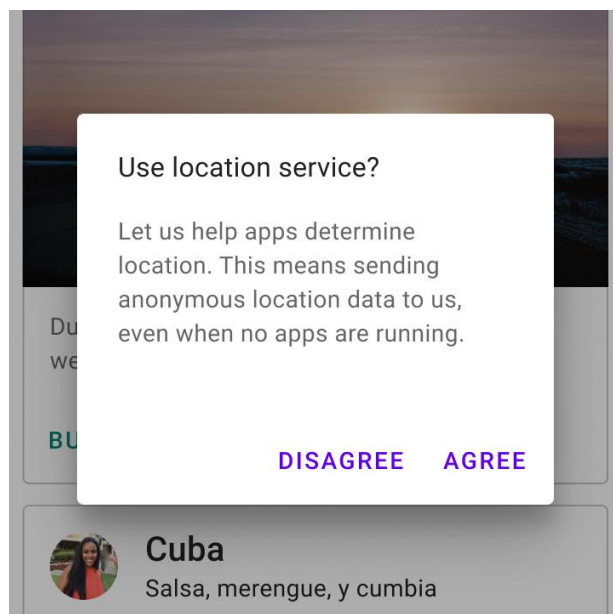 Use location service?
Let us help apps determine
location. This means sending
anonymous location data to us,
even when no apps are running.
DISAGREE AGREE
Cuba
Salsa, merengue, y cumbia